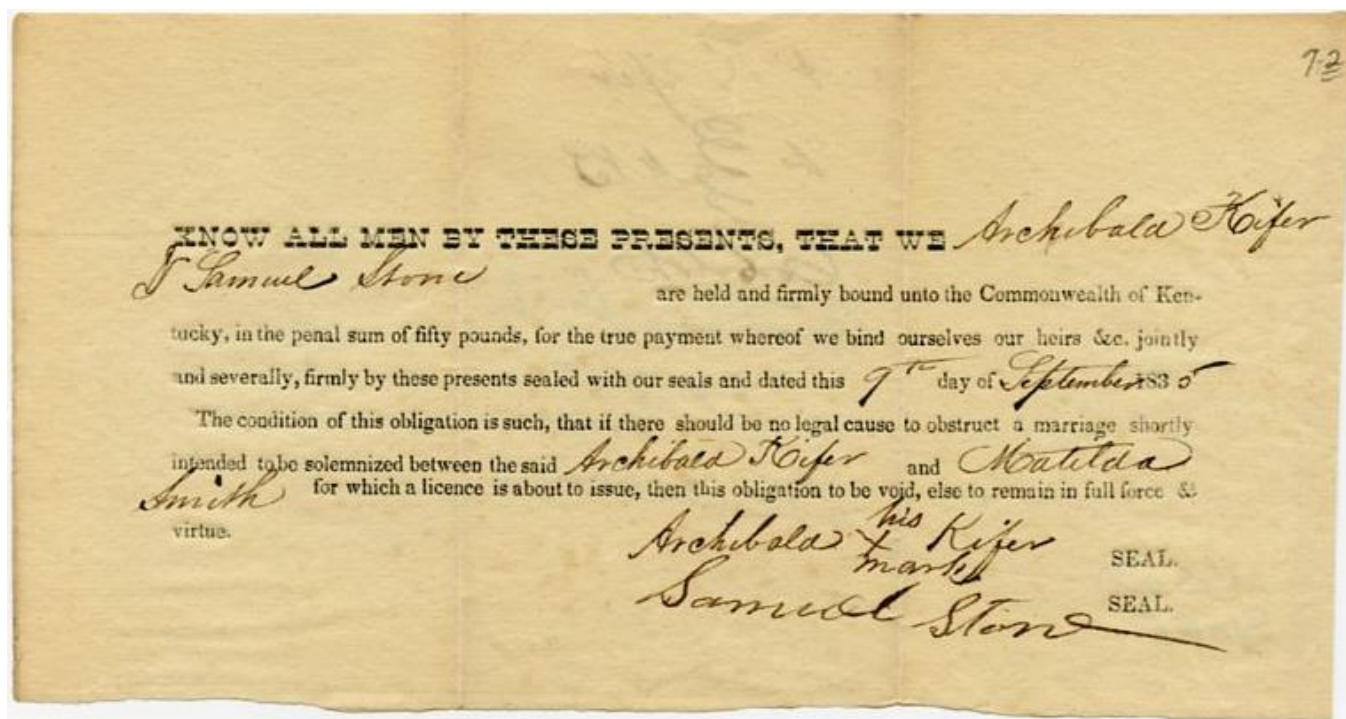 72
KNOW ALL MEN BY THESE PRESENTS, THAT WE Archibald Kifer
& Samuel Stone are held and firmly bound unto the Commonwealth of Ken-
tucky, in the penal sum of fifty pounds, for the true payment whereof we bind ourselves our heirs &c. jointly
and severally, firmly by these presents sealed with our seals and dated this 9th day of September 1835
The condition of this obligation is such, that if there should be no legal cause to obstruct a marriage shortly
intended to be solemnized between the said Archibald Kifer and Matilda
Smith for which a licence is about to issue, then this obligation to be void, else to remain in full force &
virtue.
Archibald his Kifer SEAL.
x
mark
Samuel Stone SEAL.